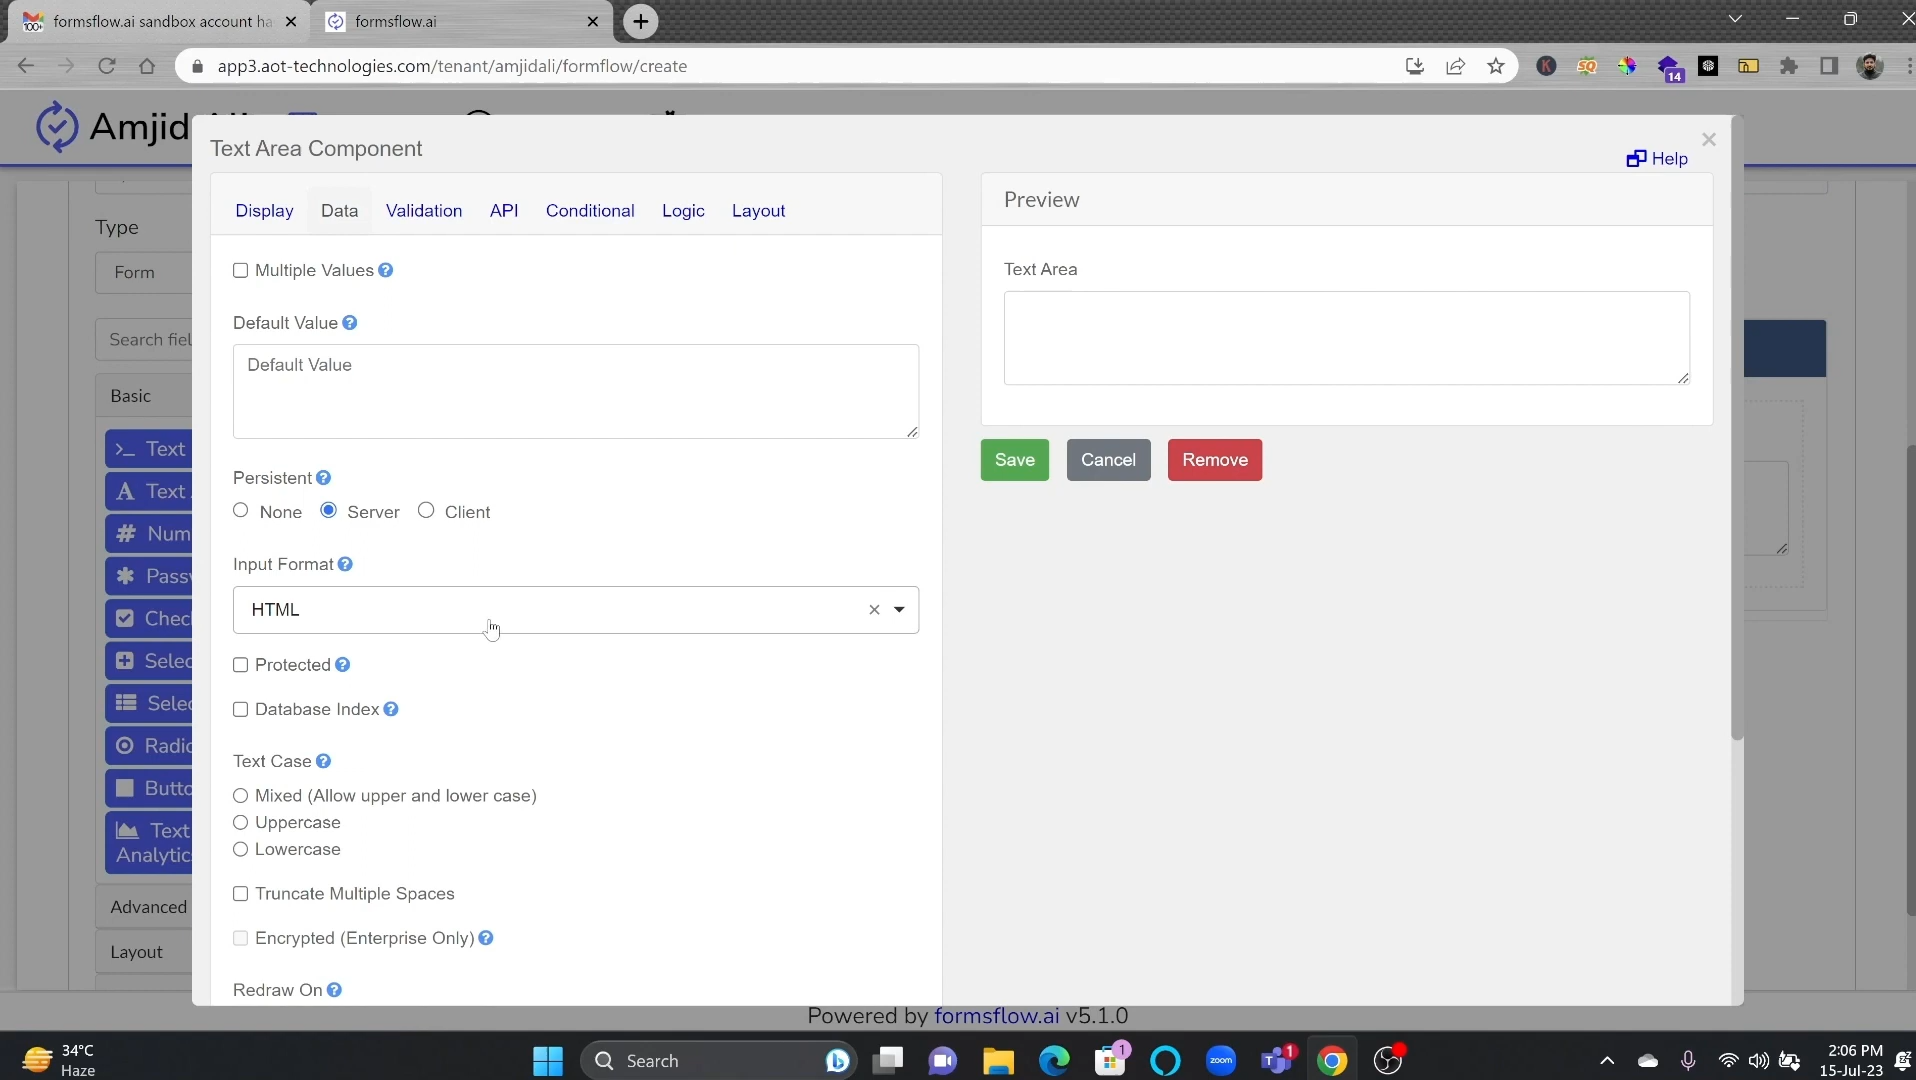 formsflow.ai sandbox account ha
formsflow.ai
app3.aot-technologies.com/tenant/amjidali/formflow/create
14
Amjid
Text Area Component
Help
Display Data Validation API Conditional Logic Layout
Preview
Type
Form
Search fiel
Basic
Text
Text
Num
Passw
Chec
Selec
Selec
Radio
Butto
Text
Analytics
Advanced
Layout
Multiple Values
Default Value
Default Value
Persistent
None Server Client
Input Format
HTML
Protected
Database Index
Text Case
Mixed (Allow upper and lower case)
Uppercase
Lowercase
Truncate Multiple Spaces
Encrypted (Enterprise Only)
Redraw On
Text Area
Save Cancel Remove
Powered by formsflow.ai v5.1.0
34°C
Haze
Search
zoom
1
1
2:06 PM
15-Jul-23